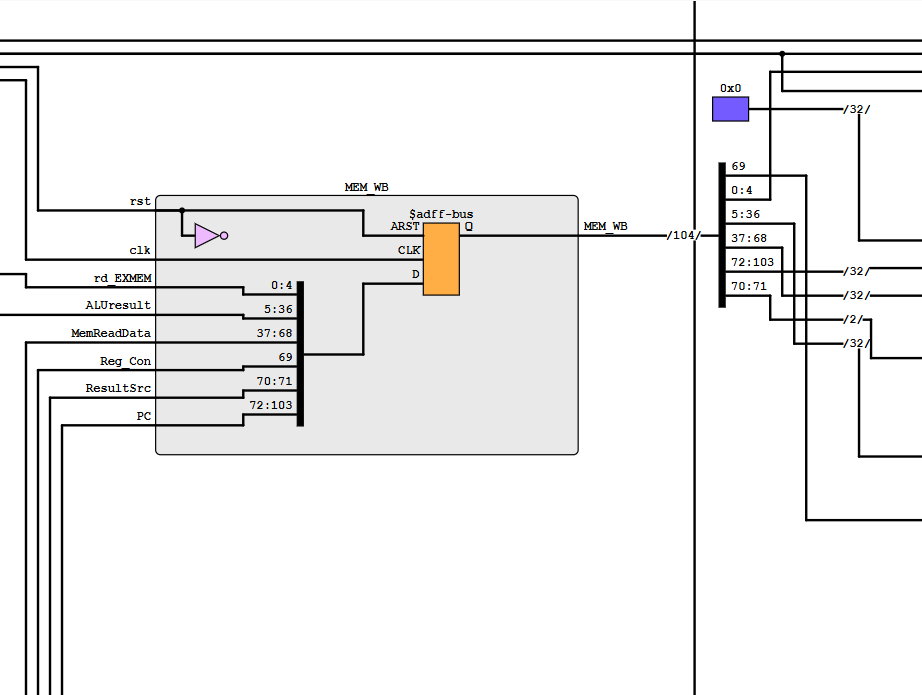 0x0
/32/
69
0:4
5:36
37:68
72:103
/32/
70:71
/32/
/2/
/32/
MEM_WB
rst
$adff-bus
ARST
Q
MEM_WB
/104/
clk
CLK
rd_EXMEM
D
0:4
ALUresult
5:36
MemReadData
37:68
Reg_Con
69
ResultSrc
70:71
PC
72:103